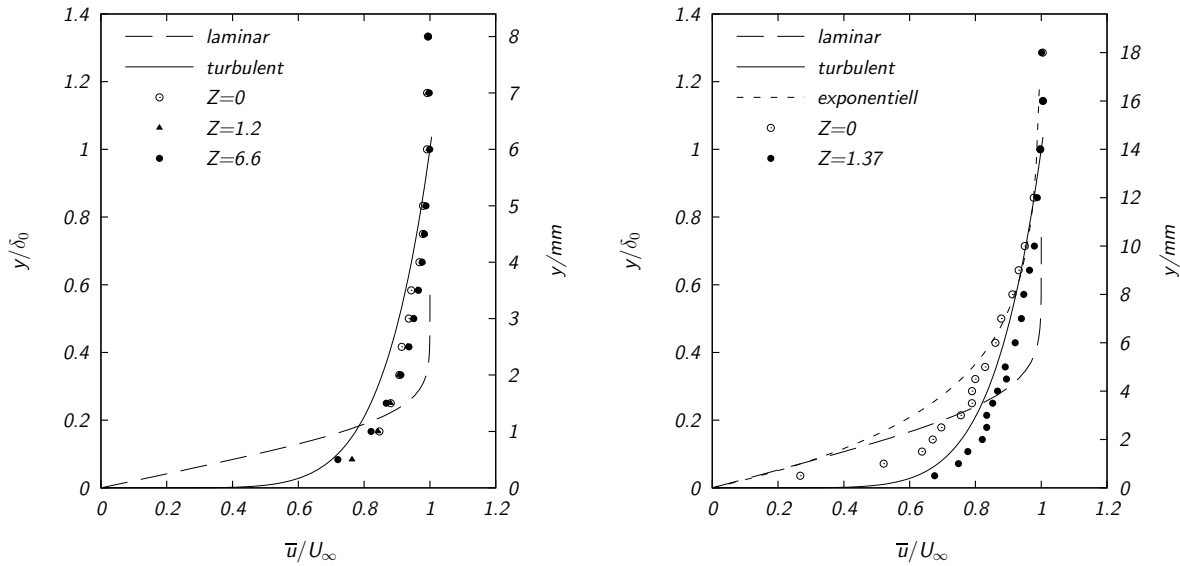 1.4
1.2
1
0.8
0.6
0.4
0.2
0
y/δ₀
laminar
turbulent
Z=0
Z=1.2
Z=6.6
8
7
6
5
4
3
2
1
0
y/mm
0 0.2 0.4 0.6 0.8 1 1.2
u̅/U∞
1.4
1.2
1
0.8
0.6
0.4
0.2
0
y/δ₀
laminar
turbulent
exponentiell
Z=0
Z=1.37
18
16
14
12
10
8
6
4
2
0
y/mm
0 0.2 0.4 0.6 0.8 1 1.2
u̅/U∞